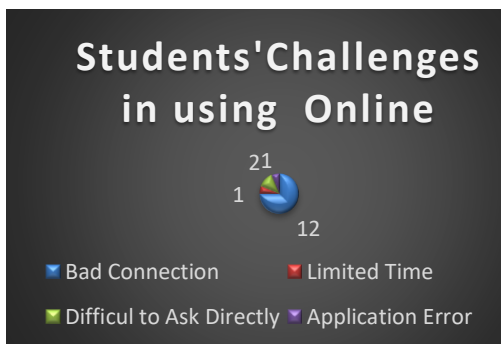 Students'Challenges
in using Online
21
1
12
Bad Connection Limited Time
Difficul to Ask Directly Application Error